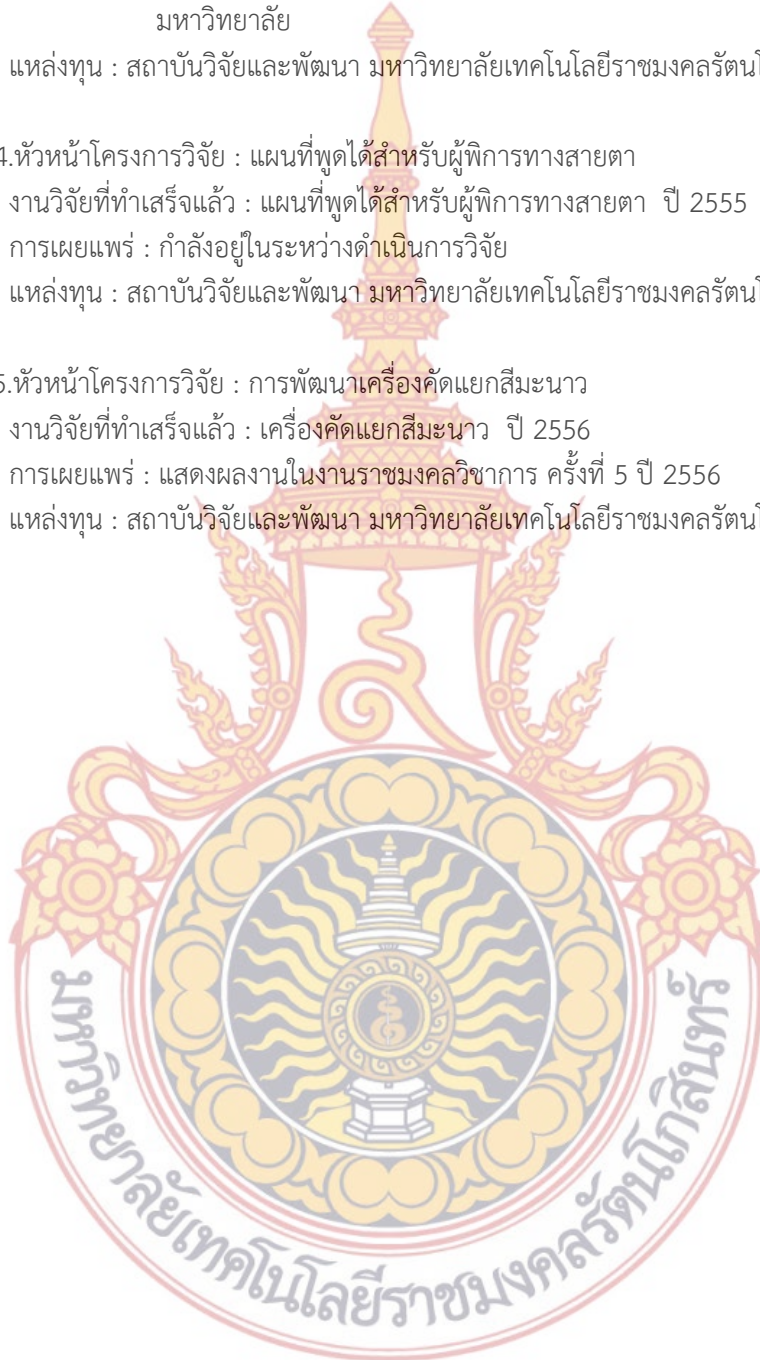 มหาวิทยาลัย
แหล่งทุน : สถาบันวิจัยและพัฒนา มหาวิทยาลัยเทคโนโลยีราชมงคลรัตนโ
4.หัวหน้าโครงการวิจัย : แผนที่พูดได้สำหรับผู้พิการทางสายตา
งานวิจัยที่ทำเสร็จแล้ว : แผนที่พูดได้สำหรับผู้พิการทางสายตา ปี 2555
การเผยแพร่ : กำลังอยู่ในระหว่างดำเนินการวิจัย
แหล่งทุน : สถาบันวิจัยและพัฒนา มหาวิทยาลัยเทคโนโลยีราชมงคลรัตนโ
5.หัวหน้าโครงการวิจัย : การพัฒนาเครื่องคัดแยกสีมะนาว
งานวิจัยที่ทำเสร็จแล้ว : เครื่องคัดแยกสีมะนาว ปี 2556
การเผยแพร่ : แสดงผลงานในงานราชมงคลวิชาการ ครั้งที่ 5 ปี 2556
แหล่งทุน : สถาบันวิจัยและพัฒนา มหาวิทยาลัยเทคโนโลยีราชมงคลรัตนโ
มหาวิทยาลัยเทคโนโลยีราชมงคลรัตนโกสินทร์